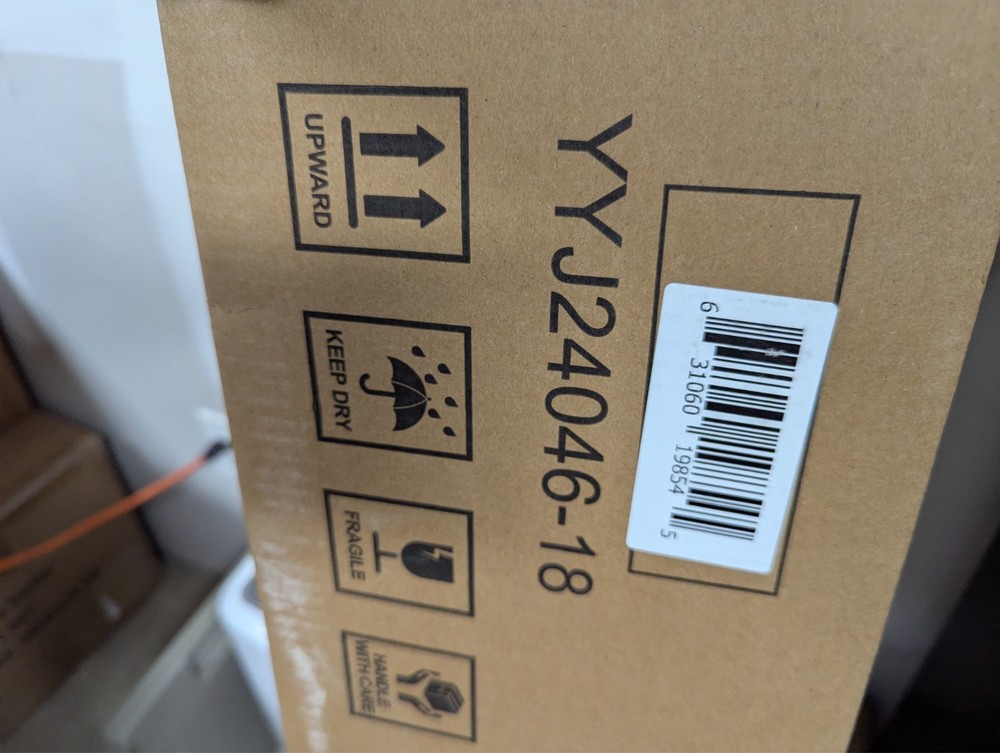 6 31060 19854 5
YYJ24046-18
UPWARD
KEEP DRY
FRAGILE
HANDLE
WITH CARE